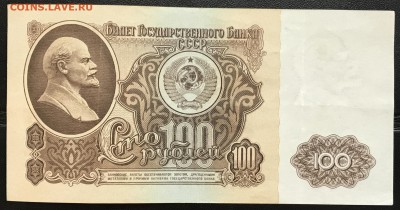 COINS.LAVE.RU
БИЛЕТ ГОСУДАРСТВЕННОГО БАНКА
СССР
СТО 100
РУБЛЕЙ
100
100